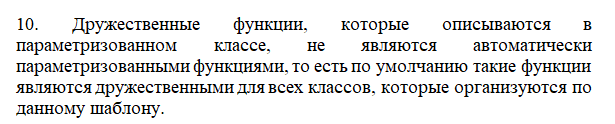 10. Дружественные функции, которые описываются в
параметризованном классе, не являются автоматически
параметризованными функциями, то есть по умолчанию такие функции
являются дружественными для всех классов, которые организуются по
данному шаблону.